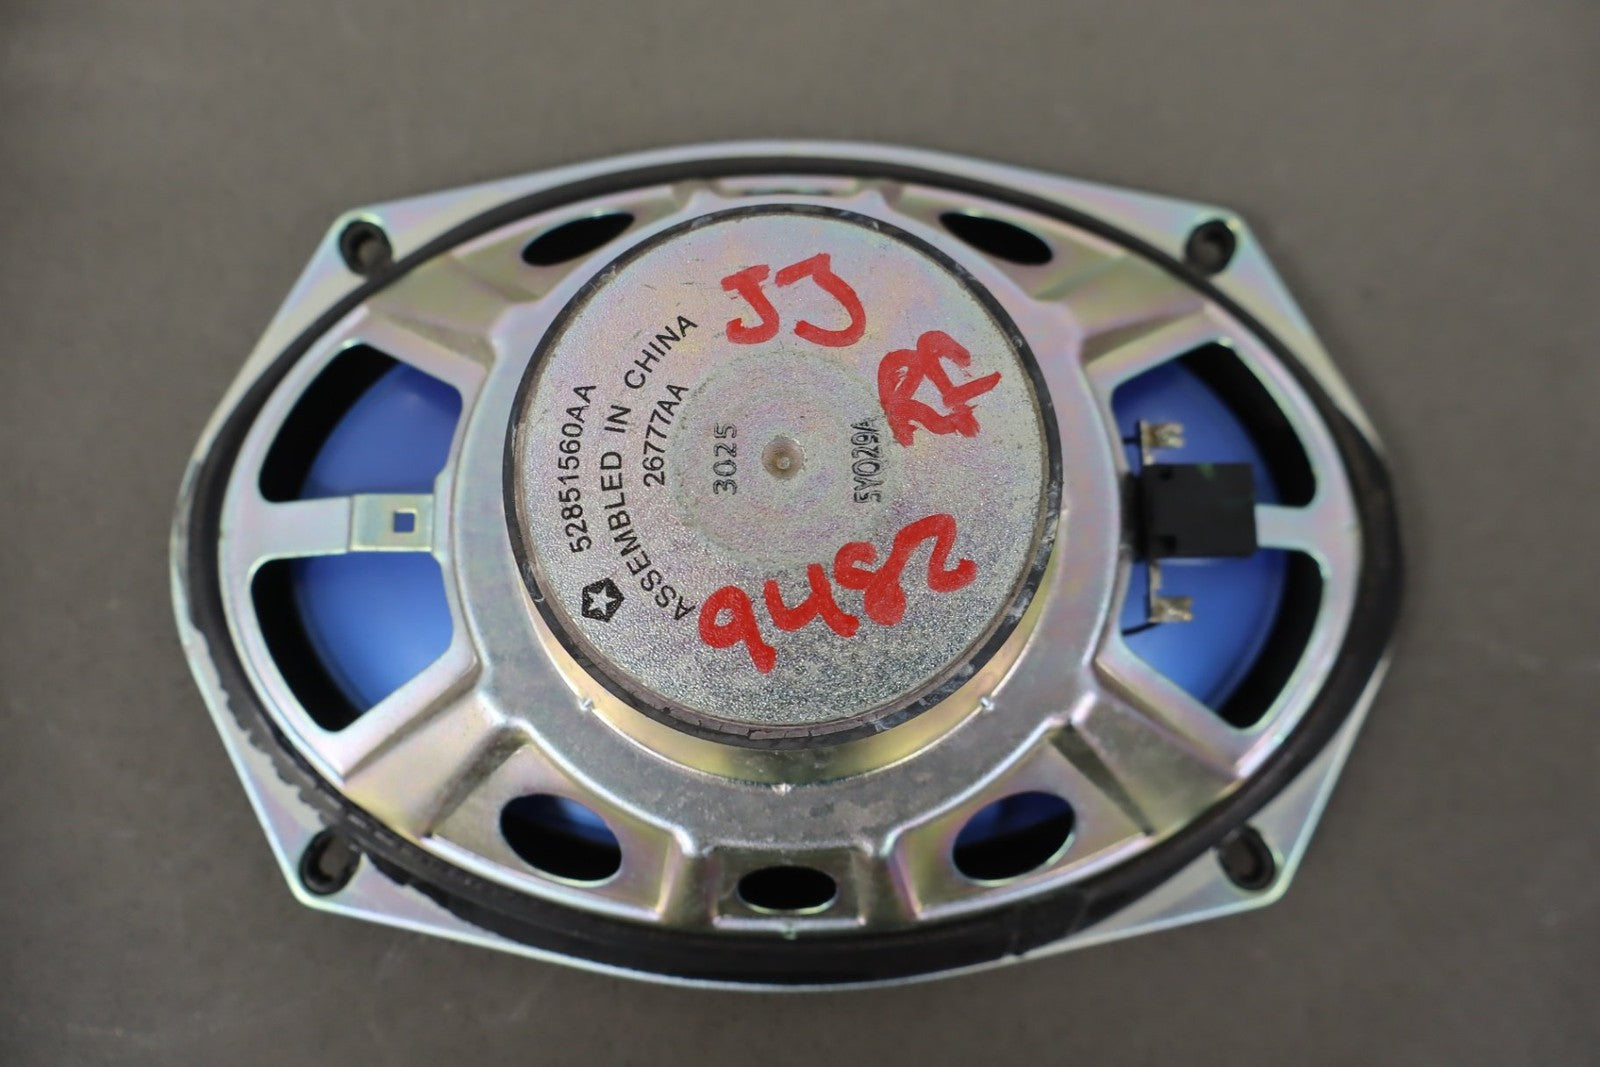 52851560AA
ASSEMBLED IN CHINA
26777AA
3025
5Y029A
JJ
RR
9482